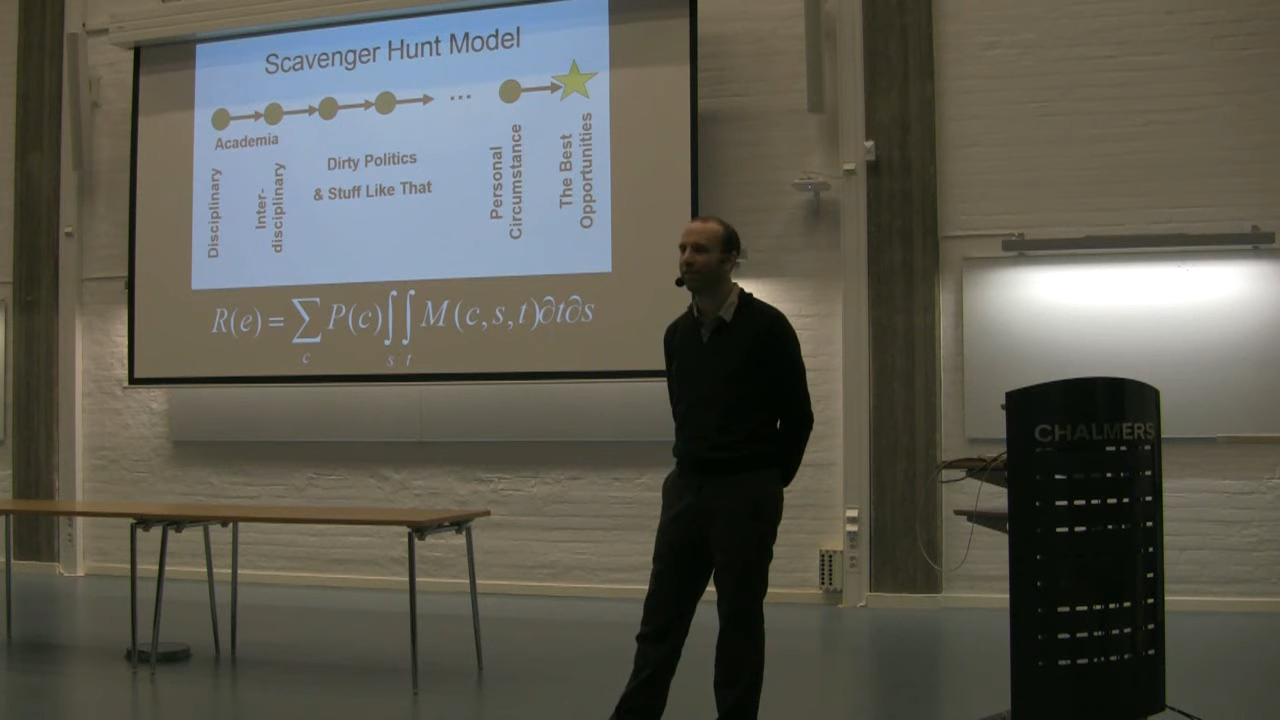 Scavenger Hunt Model
...
Academia
Disciplinary
Inter-
disciplinary
Dirty Politics
& Stuff Like That
Personal
Circumstance
The Best
Opportunities
R(e) = ∑ P(c) ∫∫ M(c, s, t)∂t∂s
c s t
CHALMERS